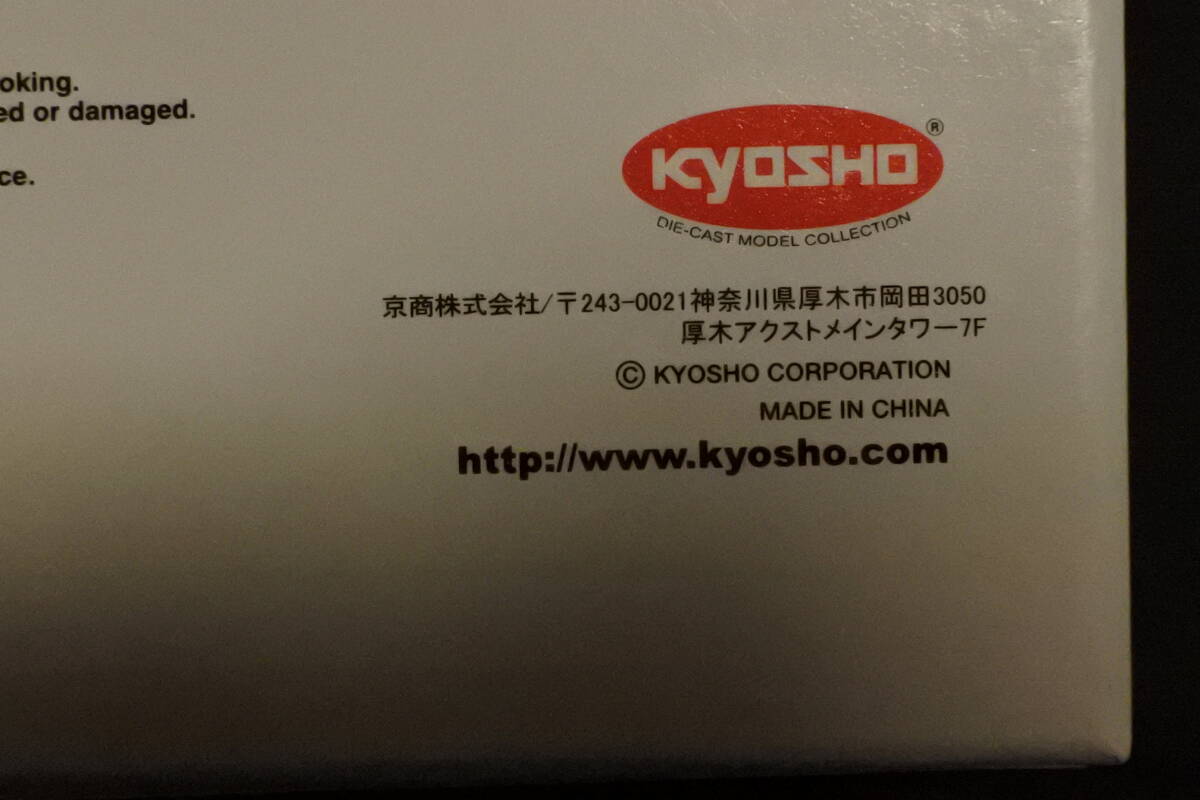 oking.
ed or damaged.
ce.
KYOSHO ®
DIE-CAST MODEL COLLECTION
京商株式会社/〒243-0021神奈川県厚木市岡田3050
厚木アクストメインタワー7F
© KYOSHO CORPORATION
MADE IN CHINA
http://www.kyosho.com